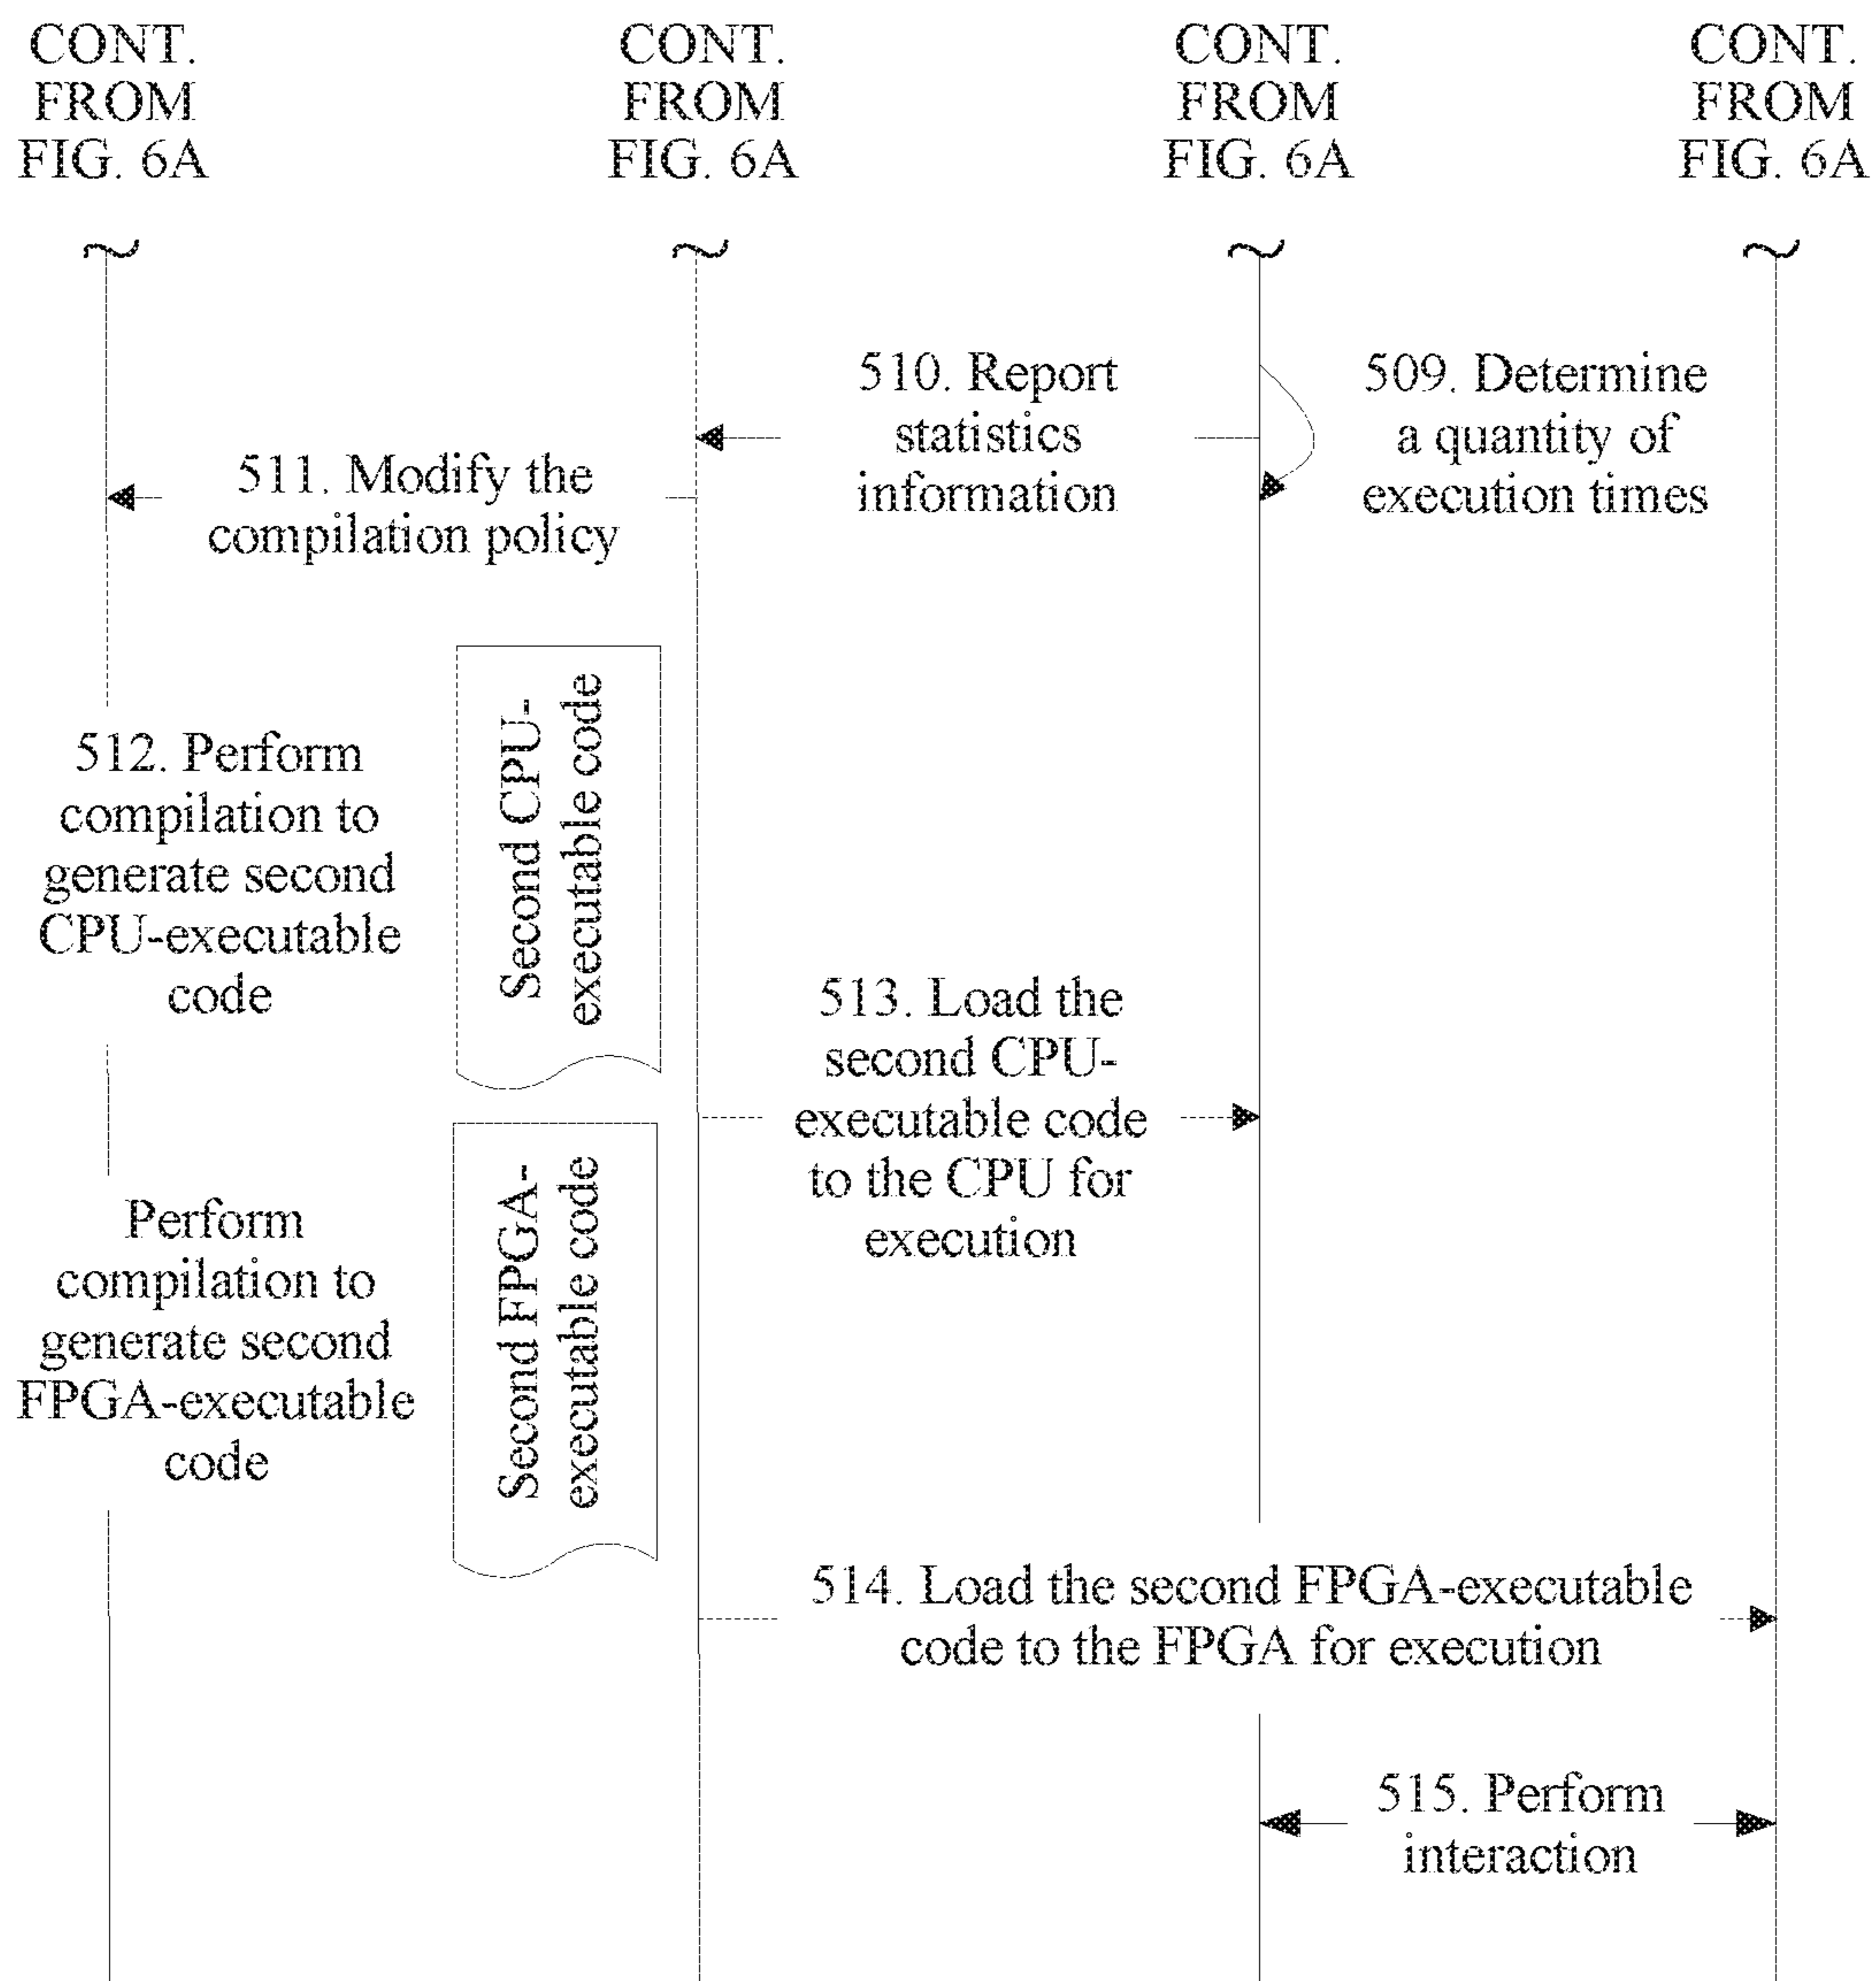 CONT.
FROM
FIG. 6A
CONT.
FROM
FIG. 6A
CONT.
FROM
FIG. 6A
CONT.
FROM
FIG. 6A
509. Determine
a quantity of
execution times
510. Report
statistics
information
511. Modify the
compilation policy
512. Perform
compilation to
generate second
CPU-executable
code
Second CPU-
executable code
513. Load the
second CPU-
executable code
to the CPU for
execution
Perform
compilation to
generate second
FPGA-executable
code
Second FPGA-
executable code
514. Load the second FPGA-executable
code to the FPGA for execution
515. Perform
interaction